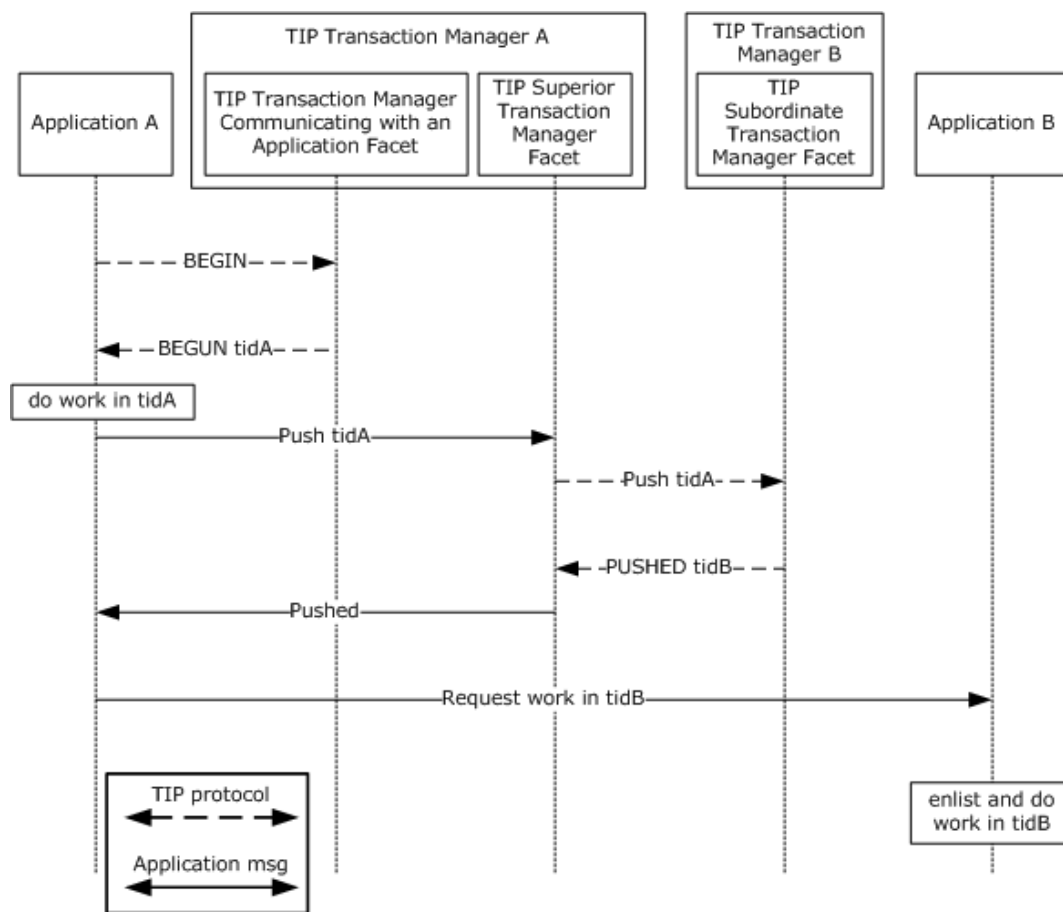 TIP Transaction Manager A
TIP Transaction
Manager
B
Application A
TIP Transaction Manager
Communicating with an
Application Facet
TIP Superior
Transaction
Manager
Facet
TIP
Subordinate
Transaction
Manager Facet
Application B
BEGIN
BEGUN tidA
do work in tidA
Push tidA
Push tidA
PUSHED tidB
Pushed
Request work in tidB
TIP protocol
Application msg
enlist and do
work in tidB